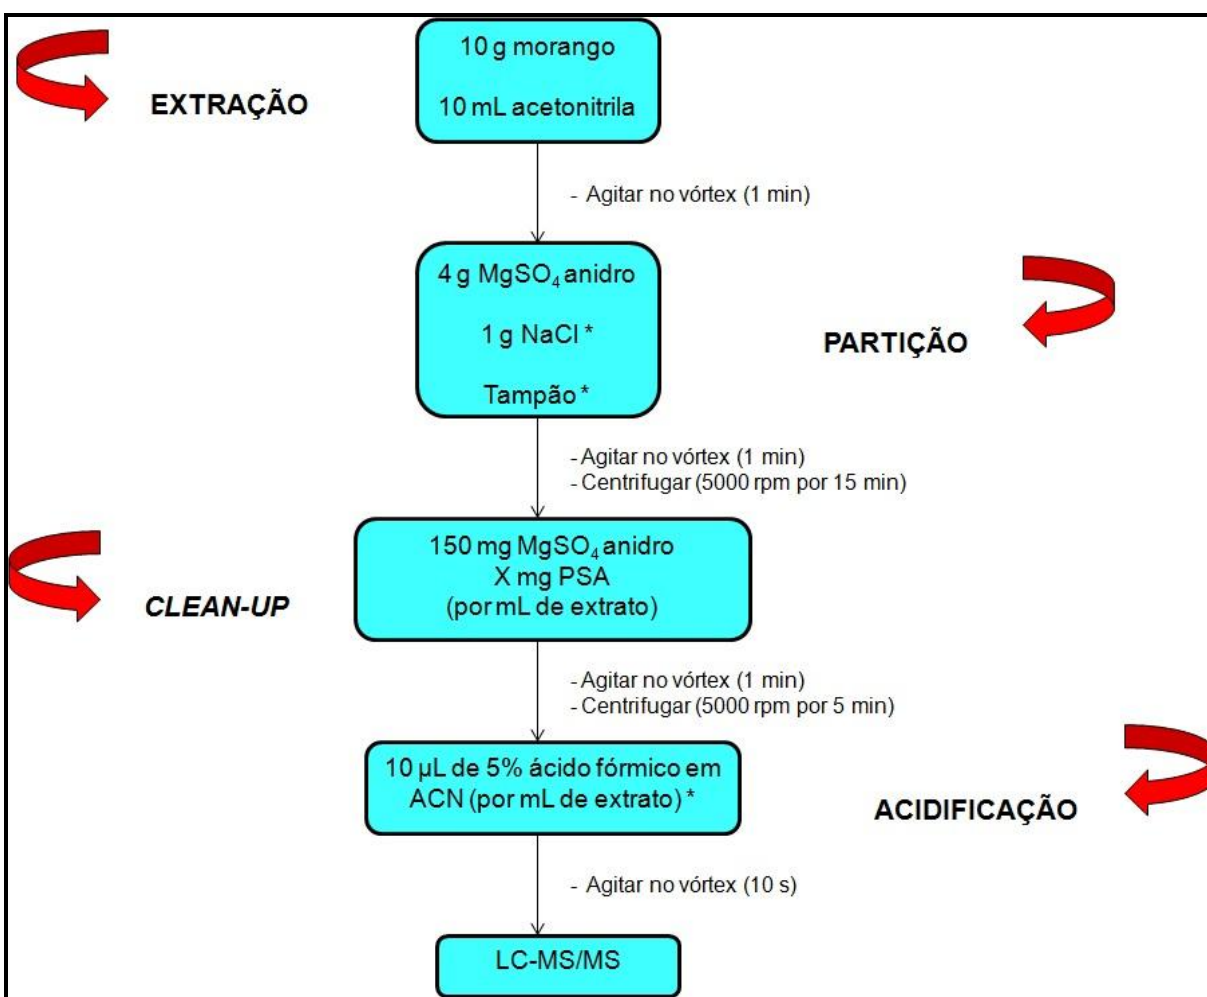 10 g morango
10 mL acetonitrila
EXTRAÇÃO
- Agitar no vórtex (1 min)
4 g MgSO₄ anidro
1 g NaCl *
Tampão *
PARTIÇÃO
- Agitar no vórtex (1 min)
- Centrifugar (5000 rpm por 15 min)
150 mg MgSO₄ anidro
X mg PSA
(por mL de extrato)
CLEAN-UP
- Agitar no vórtex (1 min)
- Centrifugar (5000 rpm por 5 min)
10 µL de 5% ácido fórmico em
ACN (por mL de extrato) *
ACIDIFICAÇÃO
- Agitar no vórtex (10 s)
LC-MS/MS